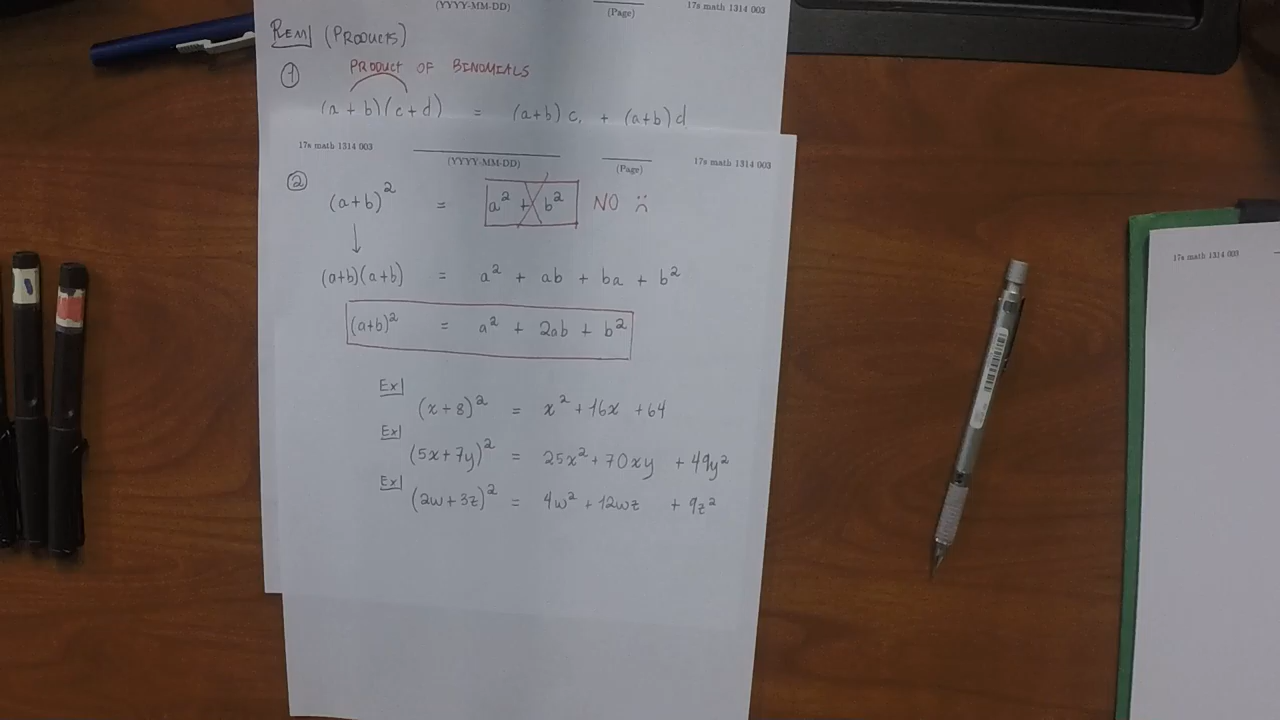 (YYYY-MM-DD) (Page) 17s math 1314 003
REM (PRODUCTS)
1 PRODUCT OF BINOMIALS
(a + b)(c + d) = (a+b) c + (a+b) d
17s math 1314 003 (YYYY-MM-DD) (Page) 17s math 1314 003
2 (a+b)² = a² + b² NO ☹
↓
(a+b)(a+b) = a² + ab + ba + b²
(a+b)² = a² + 2ab + b²
Ex
(x + 8)² = x² + 16x + 64
Ex
(5x + 7y)² = 25x² + 70xy + 49y²
Ex
(2w + 3z)² = 4w² + 12wz + 9z²
17s math 1314 003